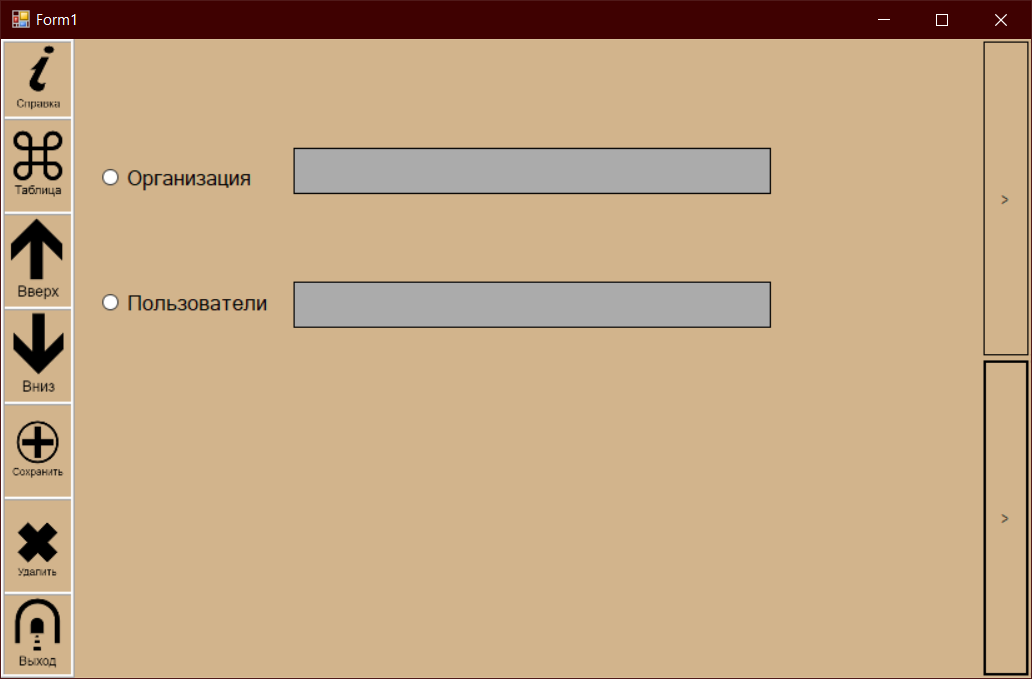 Form1
Справка
Таблица
Вверх
Вниз
Сохранить
Удалить
Выход
Организация
Пользователи
>
>